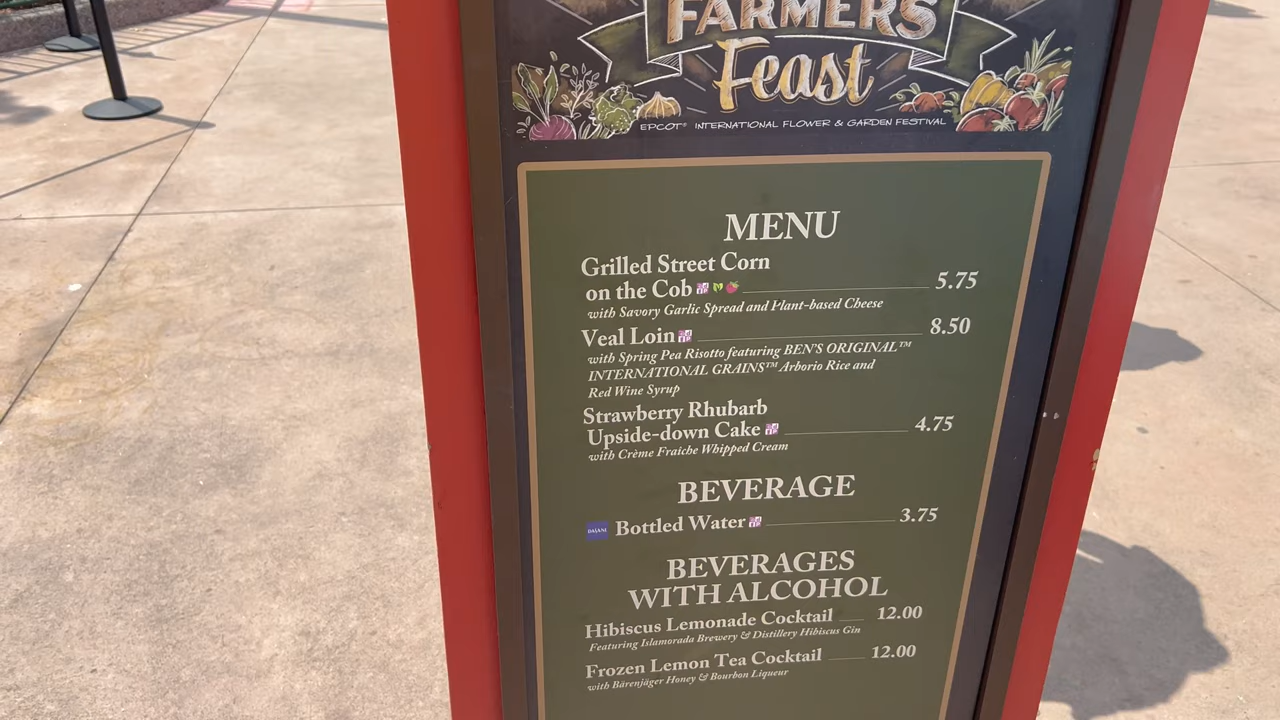 FARMERS
Feast
EPCOT® INTERNATIONAL FLOWER & GARDEN FESTIVAL
MENU
Grilled Street Corn
on the Cob 5.75
with Savory Garlic Spread and Plant-based Cheese
Veal Loin 8.50
with Spring Pea Risotto featuring BEN'S ORIGINAL™
INTERNATIONAL GRAINS™ Arborio Rice and
Red Wine Syrup
Strawberry Rhubarb
Upside-down Cake 4.75
with Crème Fraiche Whipped Cream
BEVERAGE
DASANI Bottled Water 3.75
BEVERAGES
WITH ALCOHOL
Hibiscus Lemonade Cocktail 12.00
Featuring Islamorada Brewery & Distillery Hibiscus Gin
Frozen Lemon Tea Cocktail 12.00
with Bärenjäger Honey & Bourbon Liqueur